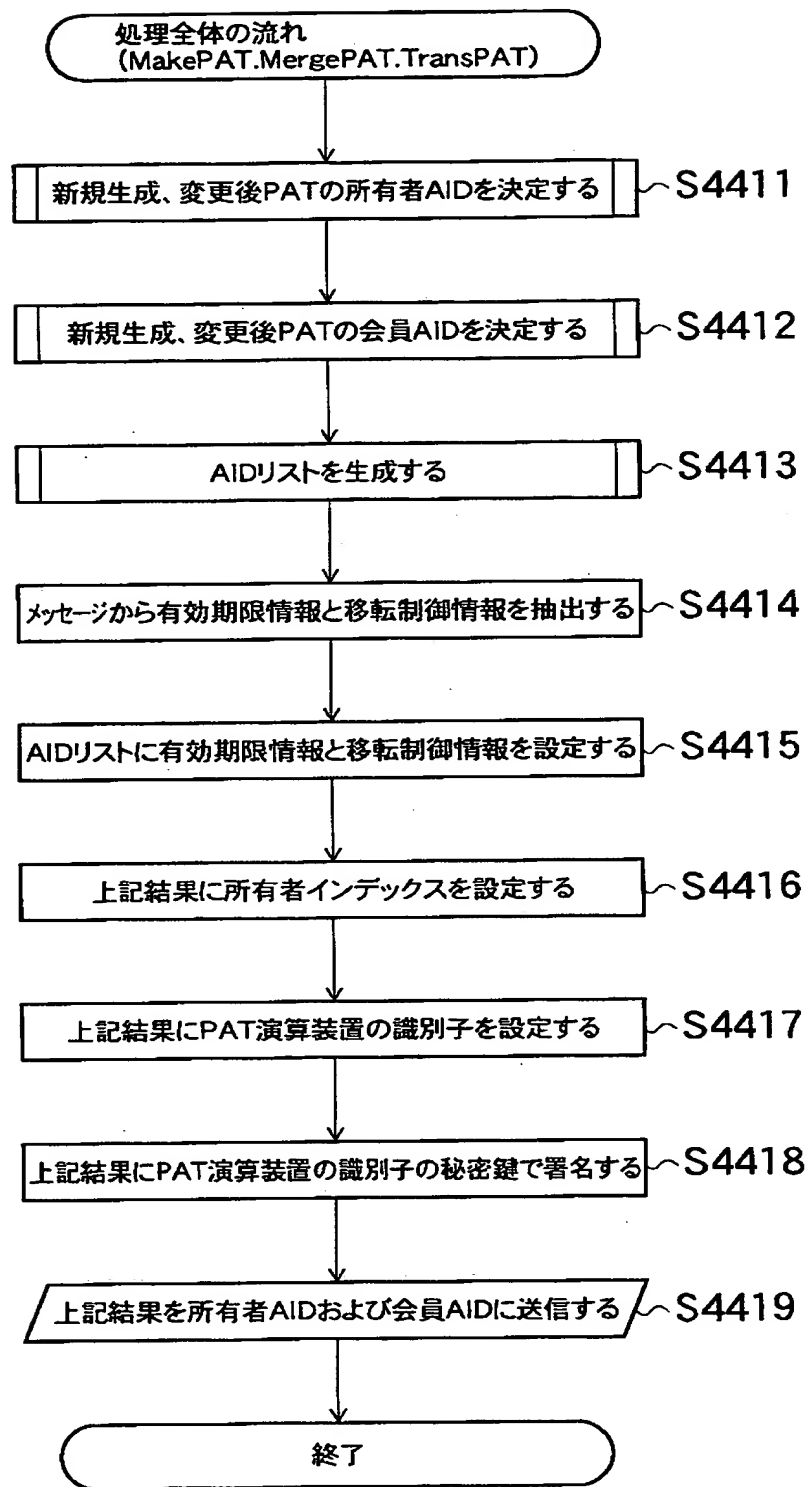 処理全体の流れ
(MakePAT.MergePAT.TransPAT)
新規生成、変更後PATの所有者AIDを決定する
S4411
新規生成、変更後PATの会員AIDを決定する
S4412
AIDリストを生成する
S4413
メッセージから有効期限情報と移転制御情報を抽出する
S4414
AIDリストに有効期限情報と移転制御情報を設定する
S4415
上記結果に所有者インデックスを設定する
S4416
上記結果にPAT演算装置の識別子を設定する
S4417
上記結果にPAT演算装置の識別子の秘密鍵で署名する
S4418
上記結果を所有者AIDおよび会員AIDに送信する
S4419
終了